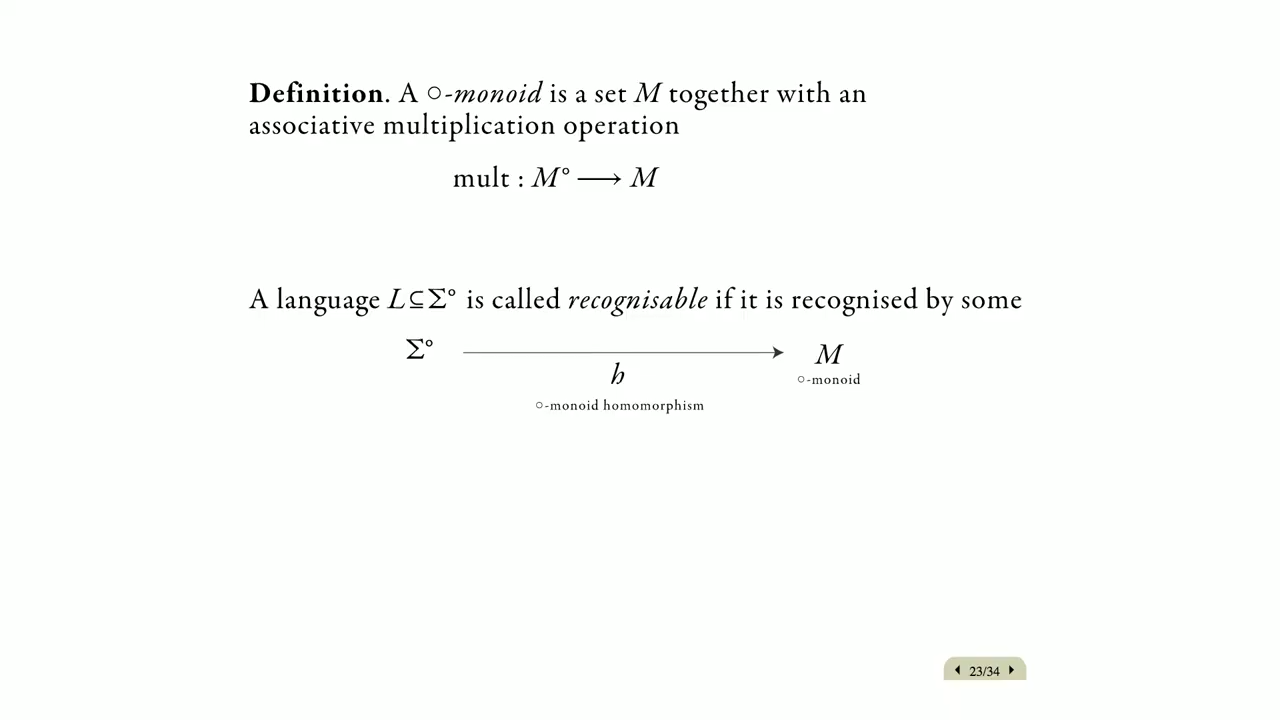 Definition. A ○-monoid is a set M together with an
associative multiplication operation
mult : M° ⟶ M
A language L⊆Σ° is called recognisable if it is recognised by some
Σ°
M
h
○-monoid
○-monoid homomorphism
23/34